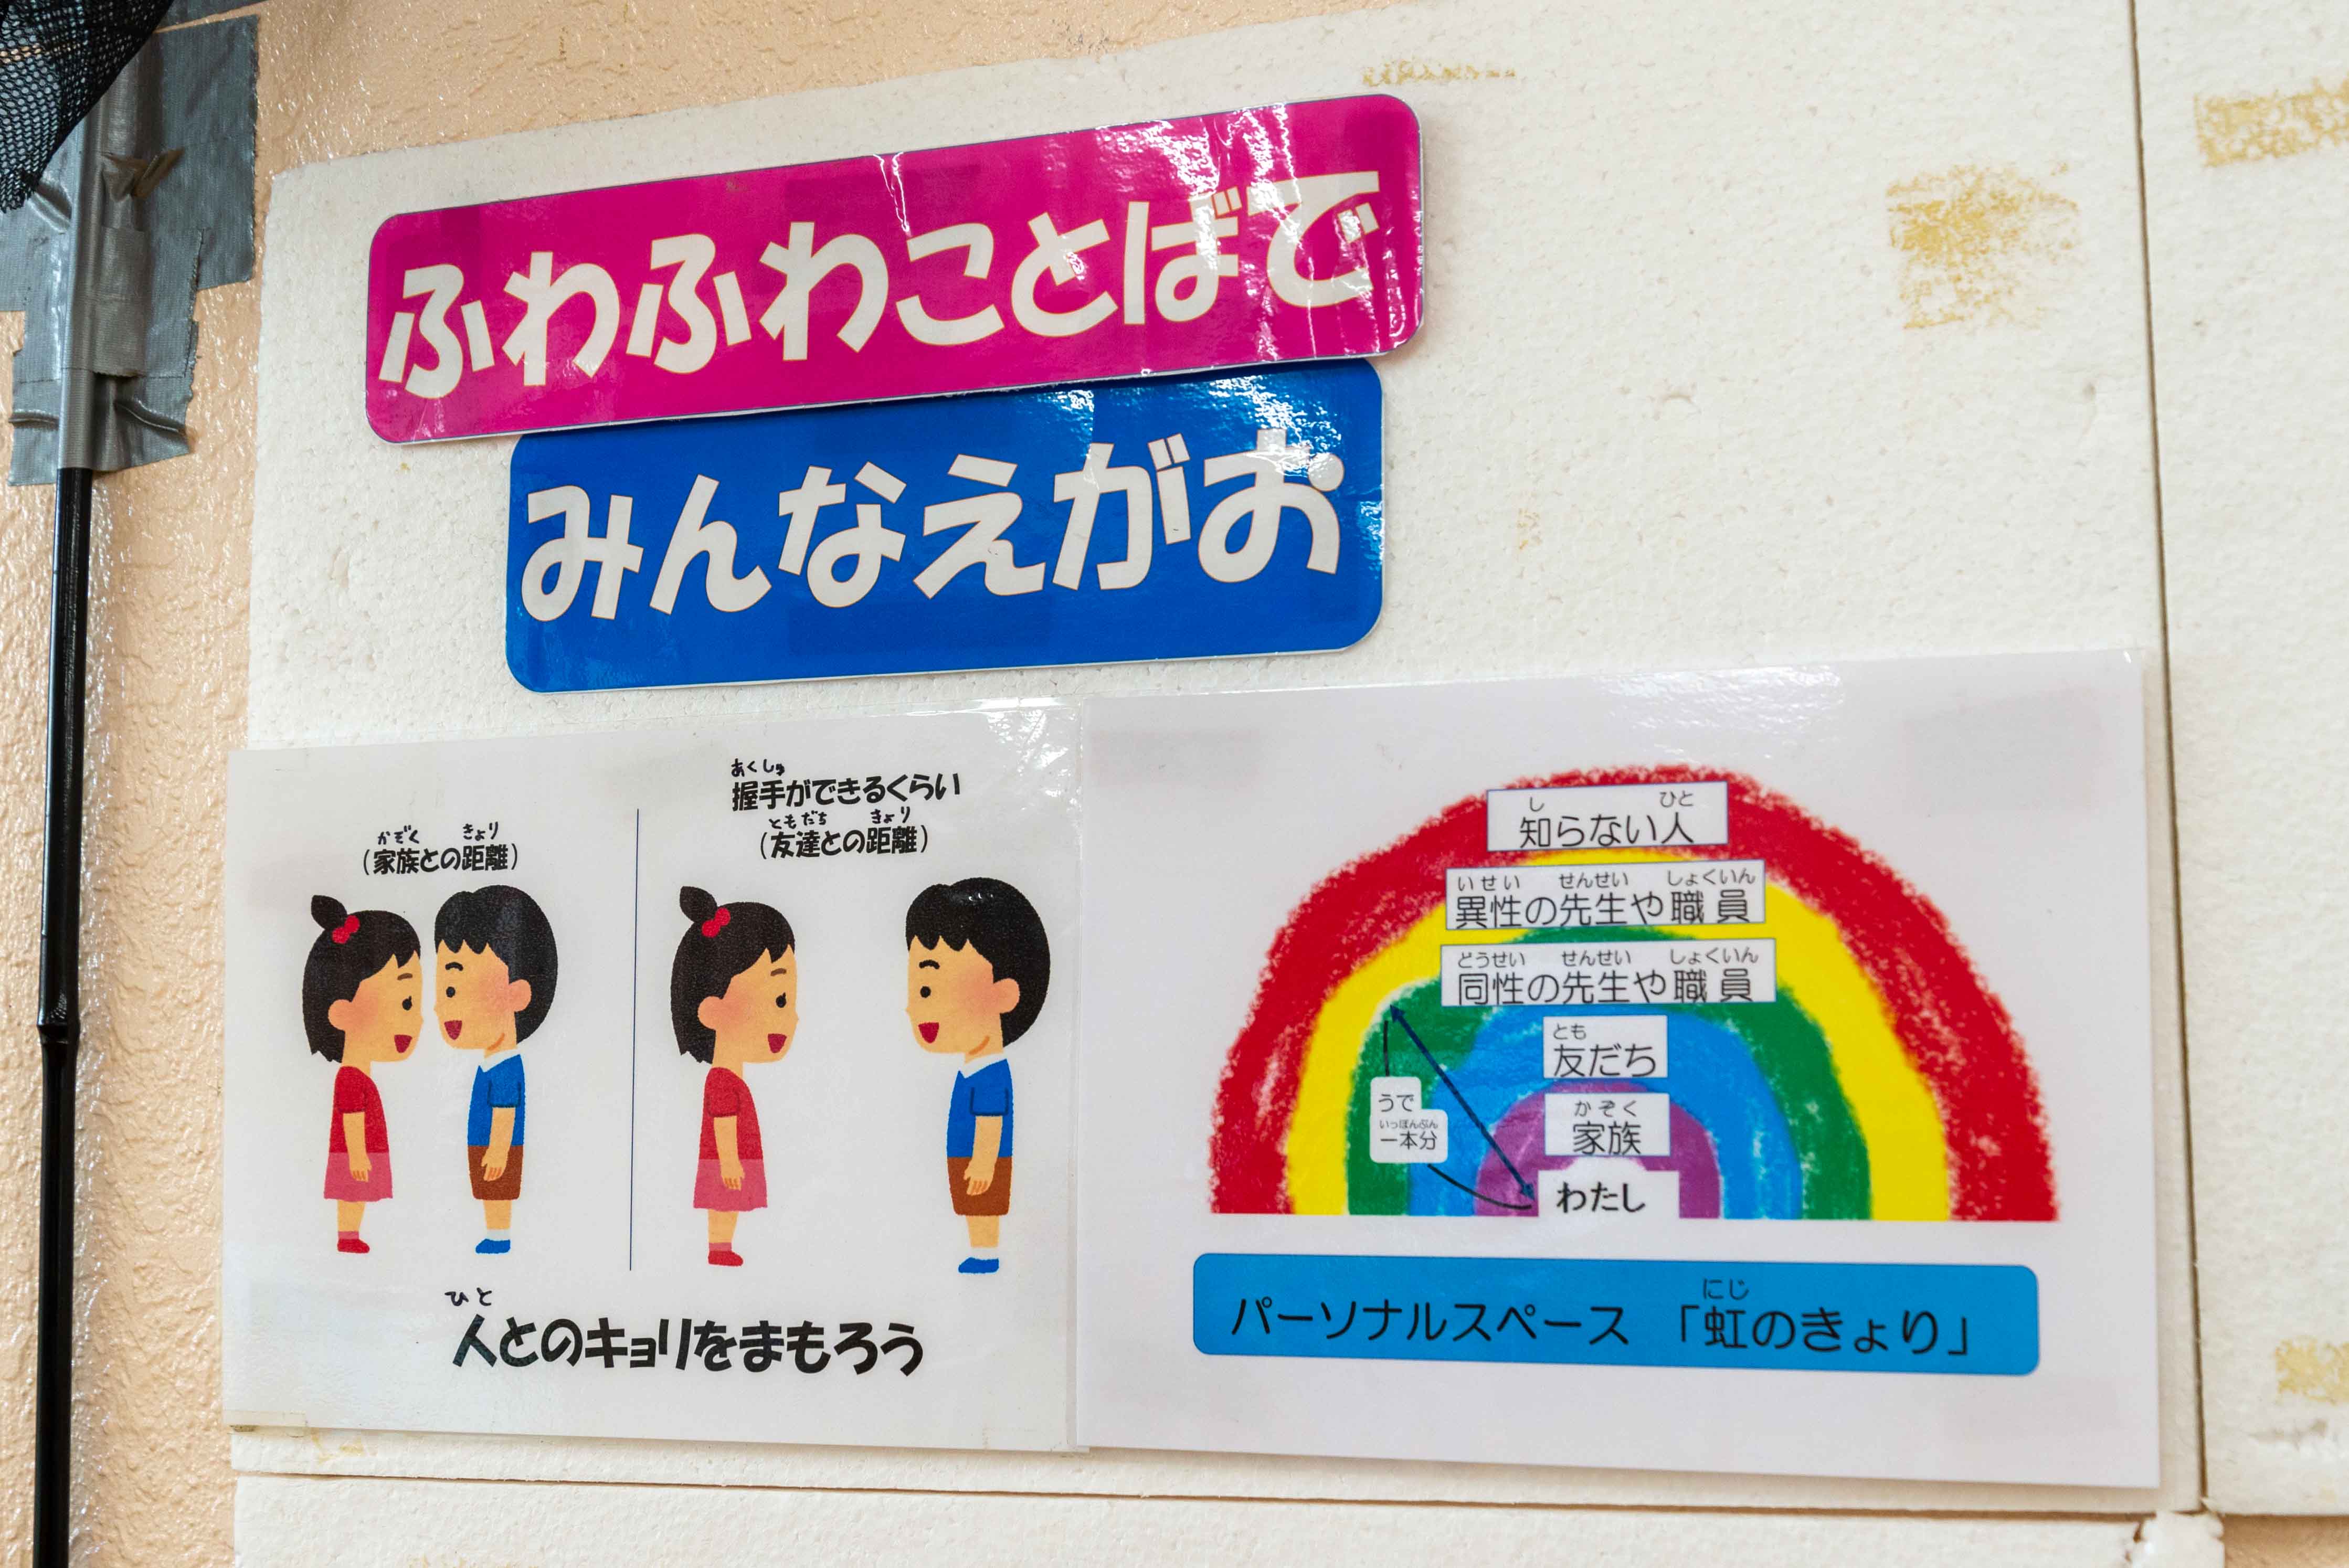 ふわふわことばで
みんなえがお
かぞく きょり
(家族との距離)
あくしゅ
握手ができるくらい
ともだち きょり
(友達との距離)
ひと
人とのキョリをまもろう
し ひと
知らない人
いせい せんせい しょくいん
異性の先生や職員
どうせい せんせい しょくいん
同性の先生や職員
とも
友だち
かぞく
家族
うで
いっぽんぶん
一本分
わたし
にじ
パーソナルスペース 「虹のきょり」